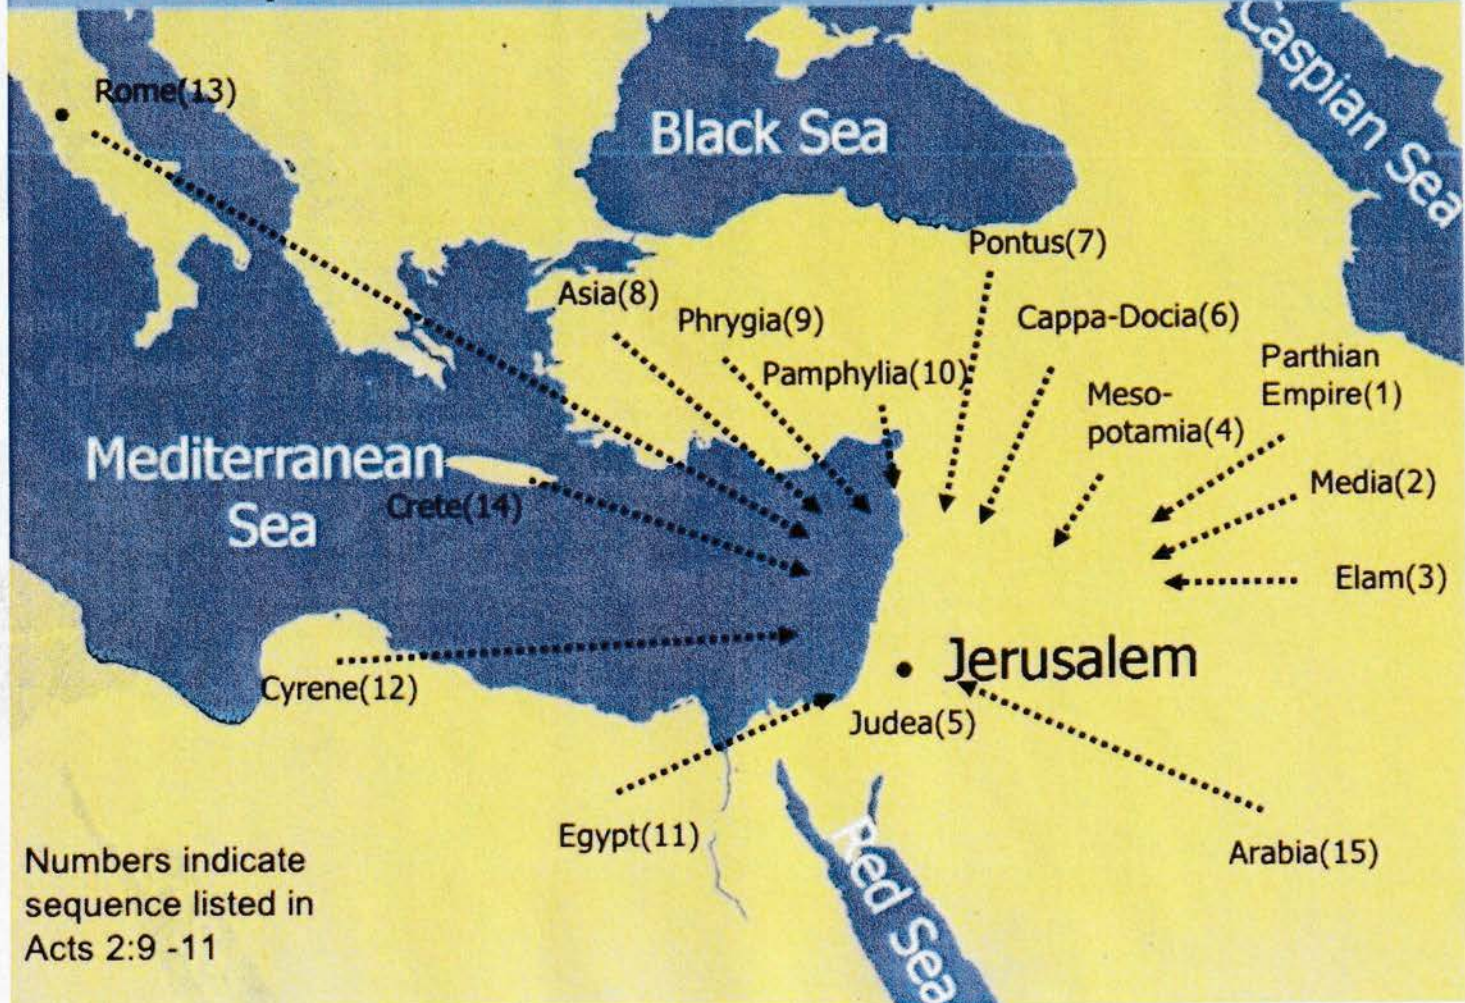 Caspian Sea
Rome(13)
Black Sea
Pontus(7)
Asia(8)
Phrygia(9)
Cappa-Docia(6)
Pamphylia(10)
Parthian
Empire(1)
Meso-
potamia(4)
Mediterranean
Sea
Media(2)
Crete(14)
Elam(3)
Jerusalem
Cyrene(12)
Judea(5)
Egypt(11)
Arabia(15)
Red Sea
Numbers indicate
sequence listed in
Acts 2:9 -11